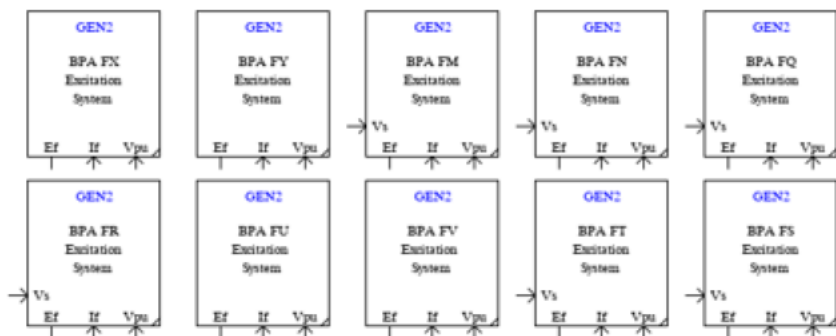 GEN2 GEN2 GEN2 GEN2 GEN2
BPA FX BPA FY BPA FM BPA FN BPA FQ
Excitation Excitation Excitation Excitation Excitation
System System System System System
Vs Vs Vs
Ef If Vpu Ef If Vpu Ef If Vpu Ef If Vpu Ef If Vpu
GEN2 GEN2 GEN2 GEN2 GEN2
BPA FR BPA FU BPA FV BPA FT BPA FS
Excitation Excitation Excitation Excitation Excitation
System System System System System
Vs Vs Vs
Ef If Vpu Ef If Vpu Ef If Vpu Ef If Vpu Ef If Vpu